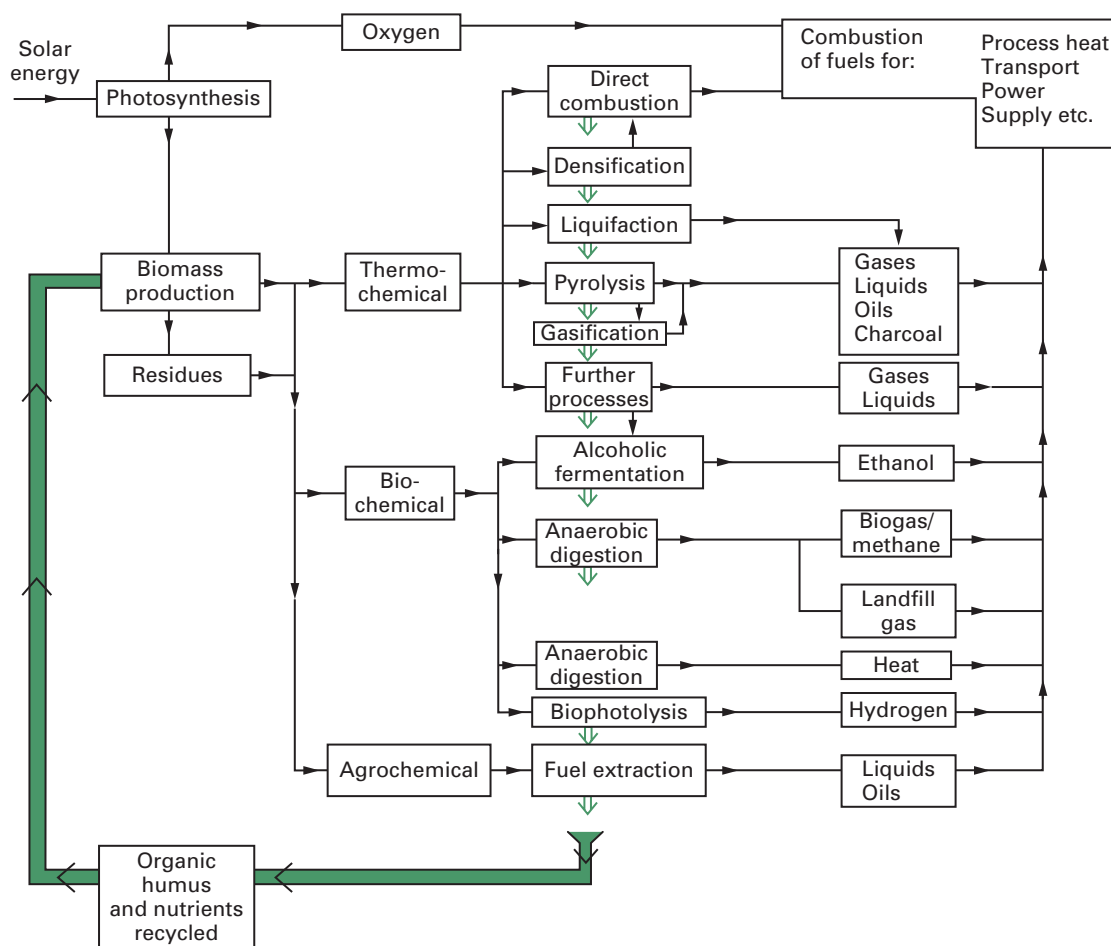 Solar
energy
Photosynthesis
Oxygen
Combustion
of fuels for:
Process heat
Transport
Power
Supply etc.
Direct
combustion
Densification
Liquifaction
Biomass
production
Thermo-
chemical
Pyrolysis
Gases
Liquids
Oils
Charcoal
Gasification
Residues
Further
processes
Gases
Liquids
Alcoholic
fermentation
Ethanol
Bio-
chemical
Anaerobic
digestion
Biogas/
methane
Landfill
gas
Anaerobic
digestion
Heat
Biophotolysis
Hydrogen
Agrochemical
Fuel extraction
Liquids
Oils
Organic
humus
and nutrients
recycled